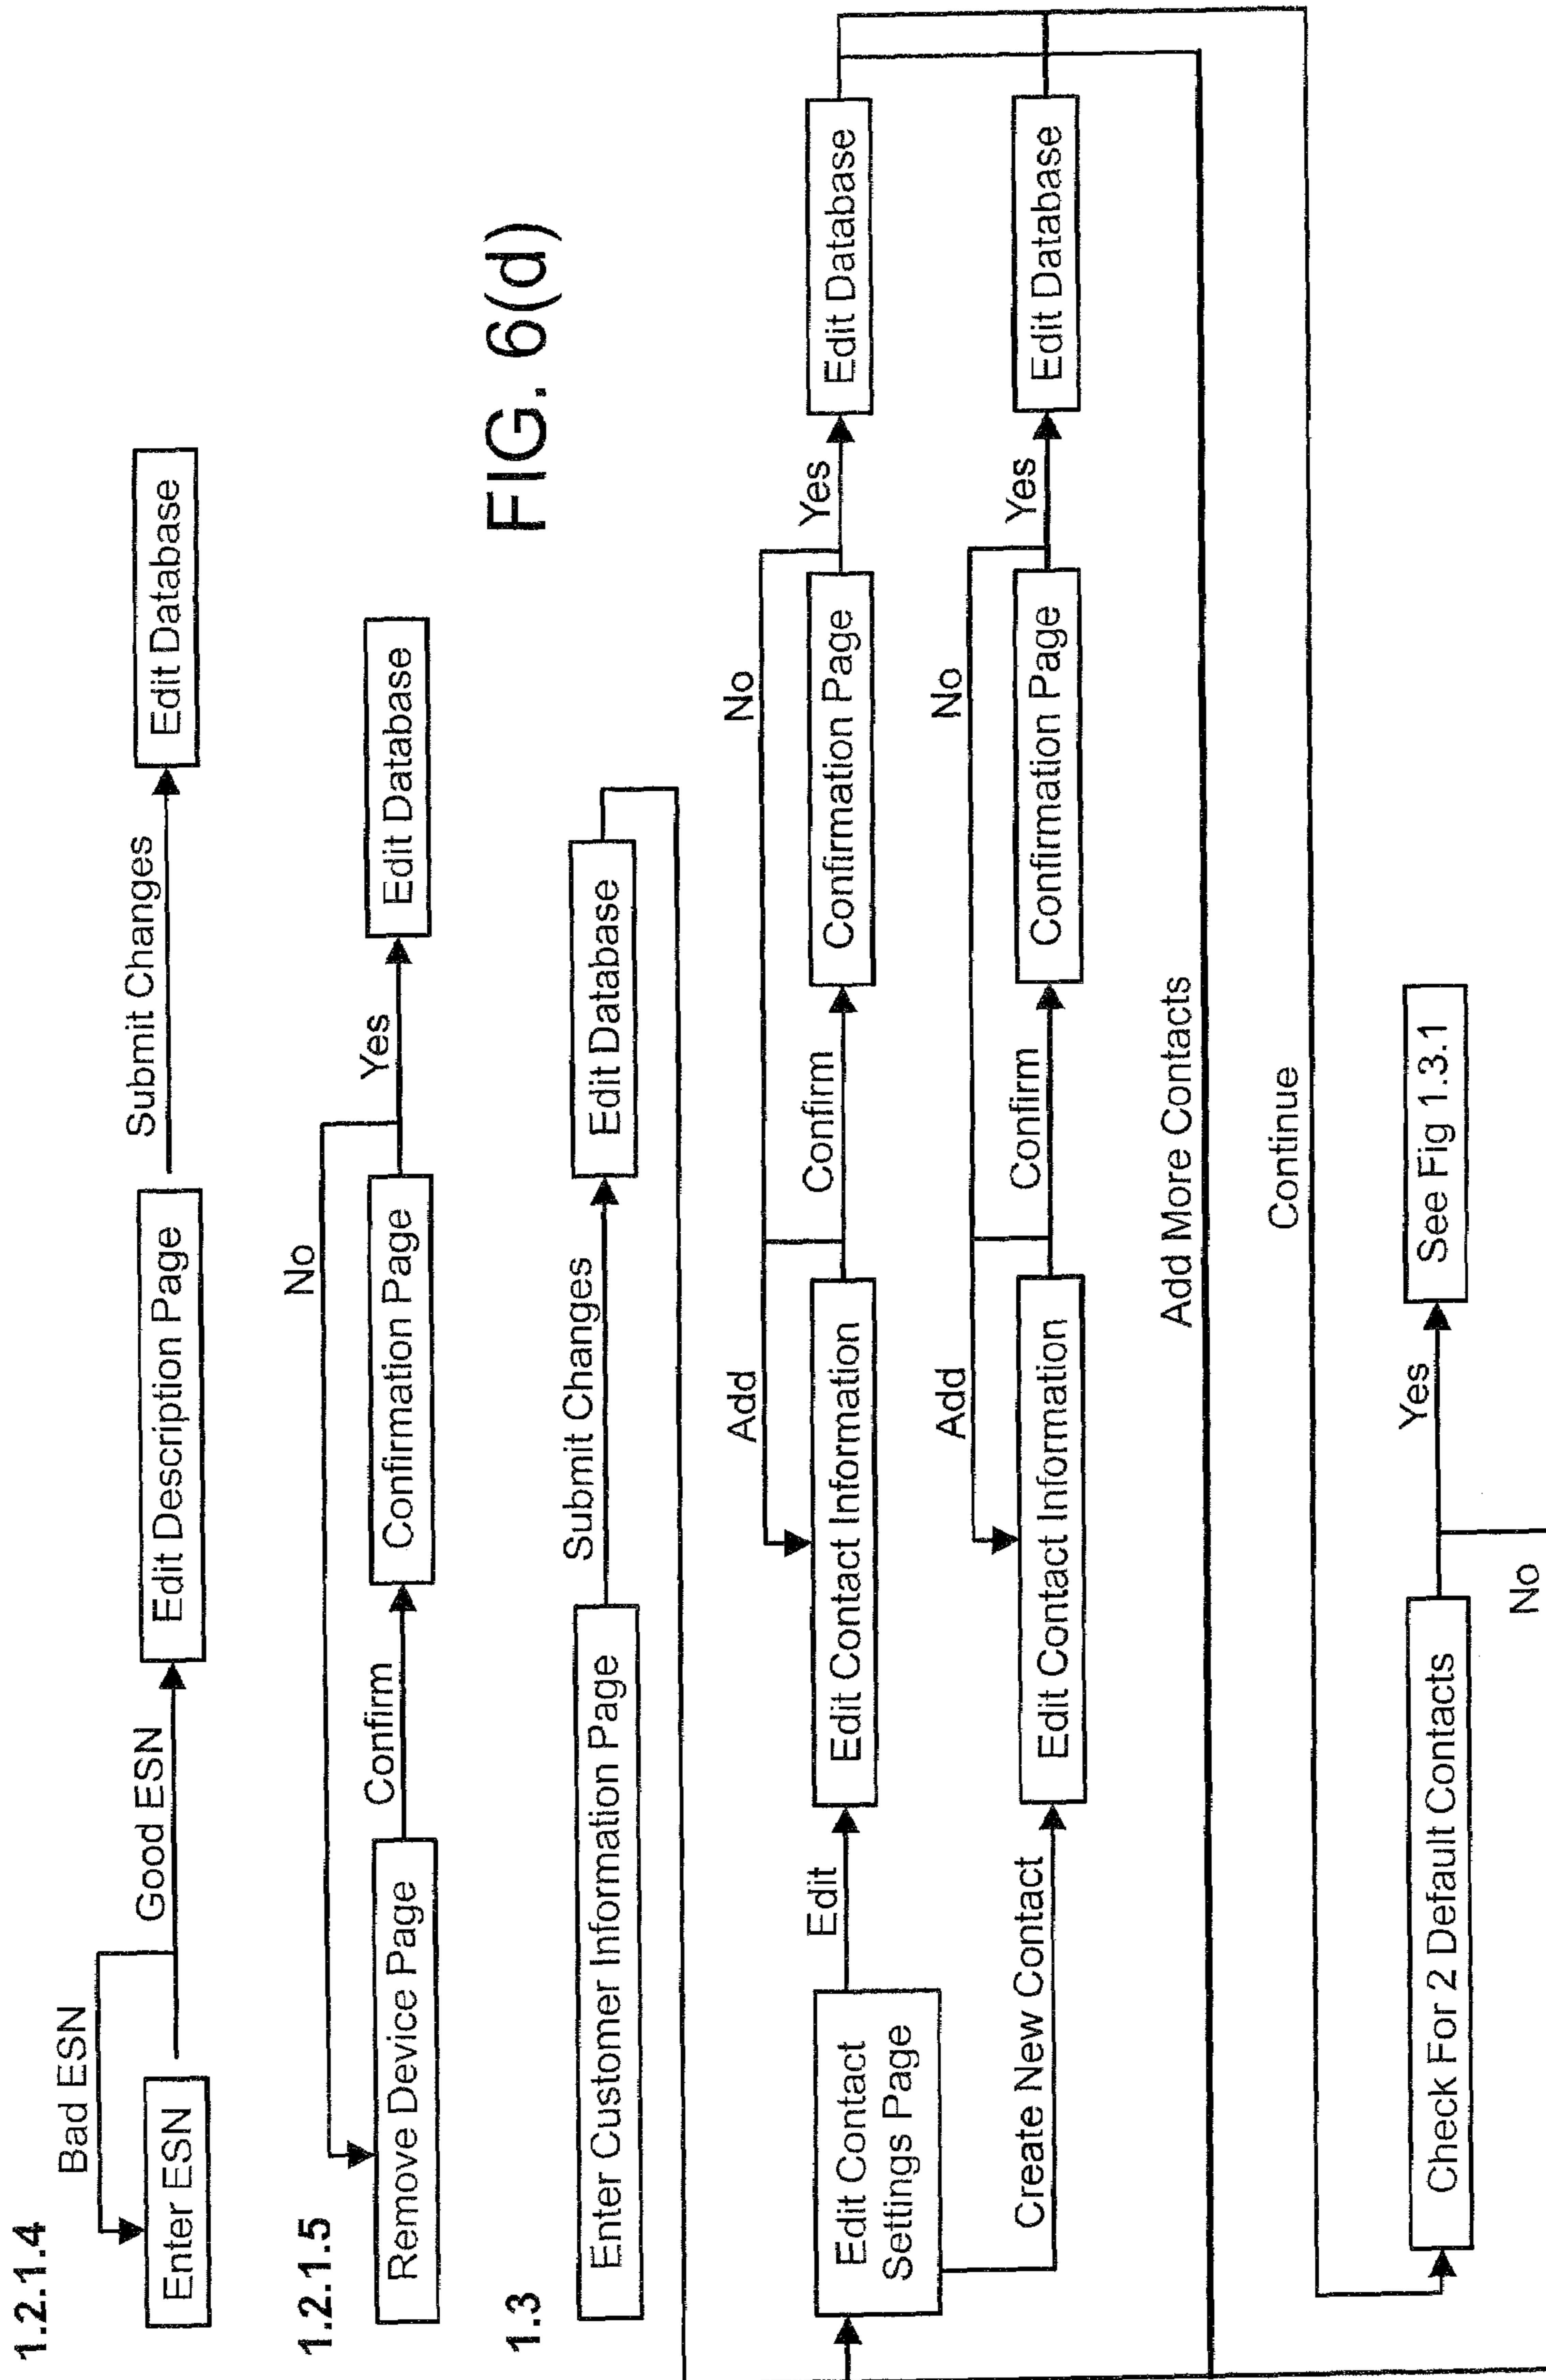 1.2.1.4
Bad ESN
Enter ESN
Good ESN
Edit Description Page
Submit Changes
Edit Database
1.2.1.5
No
Remove Device Page
Confirm
Confirmation Page
Yes
Edit Database
FIG. 6(d)
1.3
Enter Customer Information Page
Submit Changes
Edit Database
Edit Contact
Settings Page
Edit
Edit Contact Information
Add
Confirm
No
Confirmation Page
Yes
Edit Database
Create New Contact
Edit Contact Information
Add
Confirm
No
Confirmation Page
Yes
Edit Database
Add More Contacts
Continue
Check For 2 Default Contacts
Yes
See Fig 1.3.1
No